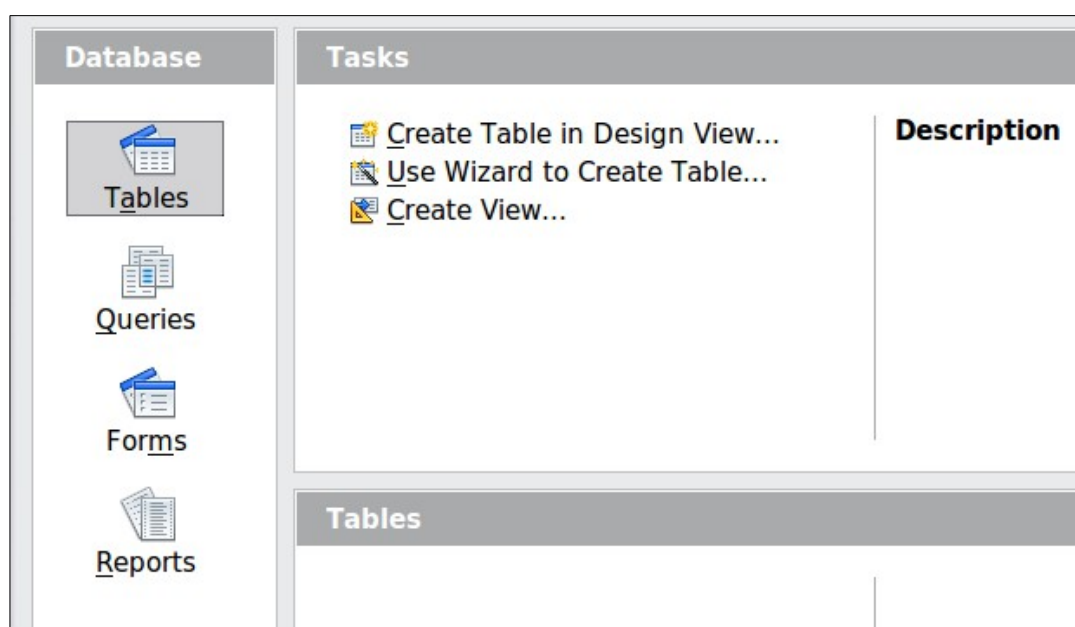 Database
Tables
Queries
Forms
Reports
Tasks
Create Table in Design View...
Use Wizard to Create Table...
Create View...
Description
Tables